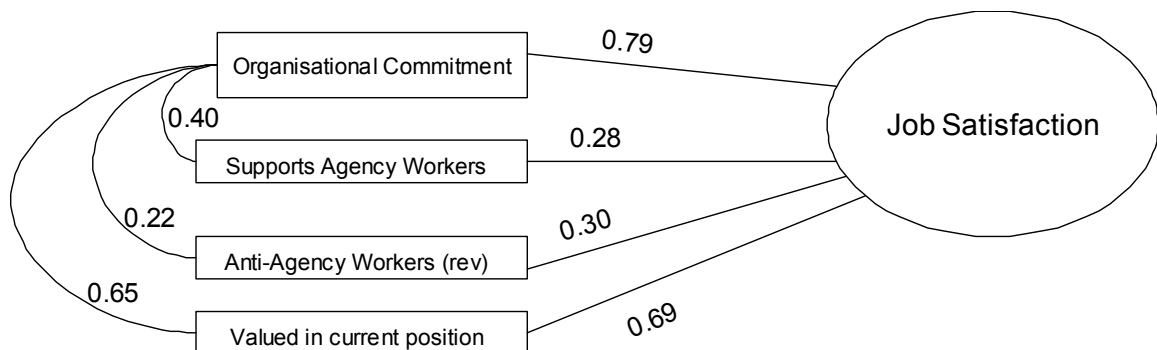 0.79
Organisational Commitment
Job Satisfaction
0.40
0.28
Supports Agency Workers
0.22
0.30
Anti-Agency Workers (rev)
0.65
0.69
Valued in current position